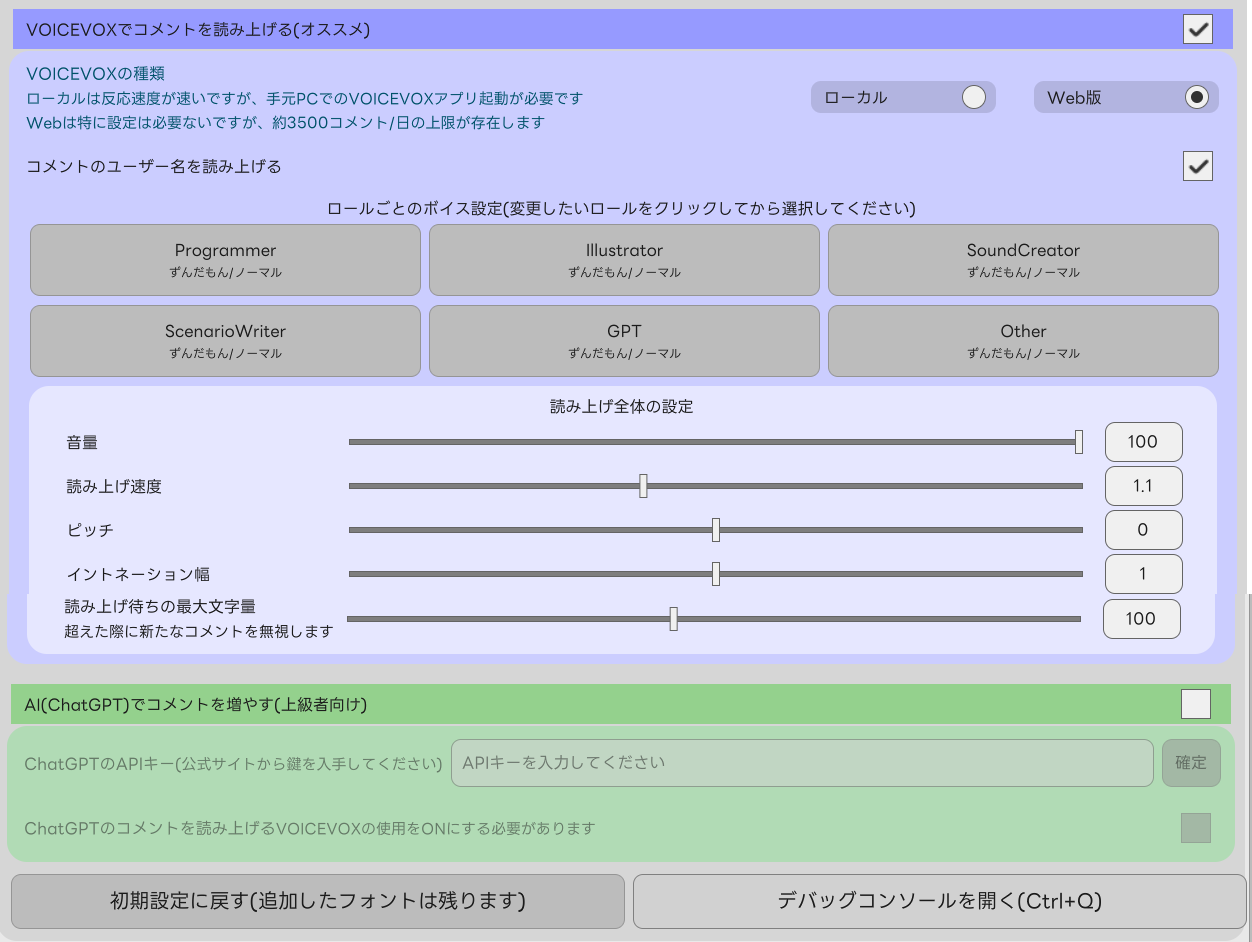 VOICEVOXでコメントを読み上げる(オススメ)
VOICEVOXの種類
ローカルは反応速度が速いですが、手元PCでのVOICEVOXアプリ起動が必要です
Webは特に設定は必要ないですが、約3500コメント/日の上限が存在します
ローカル
Web版
コメントのユーザー名を読み上げる
ロールごとのボイス設定(変更したいロールをクリックしてから選択してください)
Programmer
ずんだもん/ノーマル
Illustrator
ずんだもん/ノーマル
SoundCreator
ずんだもん/ノーマル
ScenarioWriter
ずんだもん/ノーマル
GPT
ずんだもん/ノーマル
Other
ずんだもん/ノーマル
読み上げ全体の設定
音量
100
読み上げ速度
1.1
ピッチ
0
イントネーション幅
1
読み上げ待ちの最大文字量
超えた際に新たなコメントを無視します
100
AI(ChatGPT)でコメントを増やす(上級者向け)
ChatGPTのAPIキー(公式サイトから鍵を入手してください)
APIキーを入力してください
確定
ChatGPTのコメントを読み上げるVOICEVOXの使用をONにする必要があります
初期設定に戻す(追加したフォントは残ります)
デバッグコンソールを開く(Ctrl+Q)